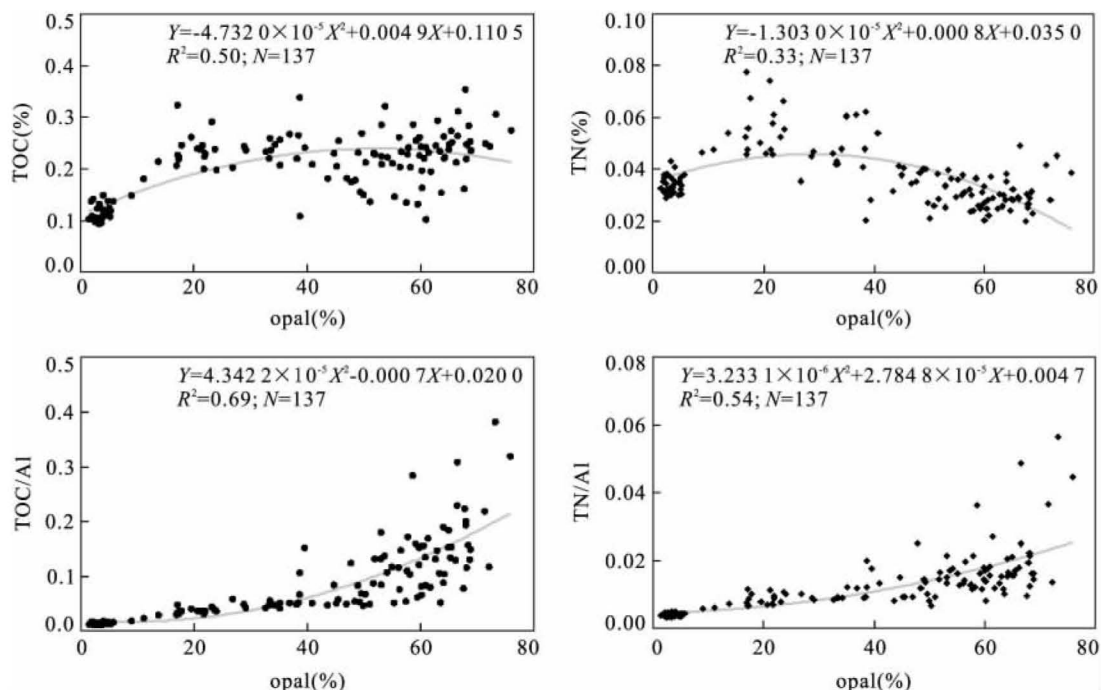 0.5
0.4
0.3
0.2
0.1
0.0
TOC(%)
Y=-4.732 0×10⁻⁵X²+0.004 9X+0.110 5
R²=0.50; N=137
0 20 40 60 80
opal(%)
0.10
0.08
0.06
0.04
0.02
0.00
TN(%)
Y=-1.303 0×10⁻⁵X²+0.000 8X+0.035 0
R²=0.33; N=137
0 20 40 60 80
opal(%)
0.5
0.4
0.3
0.2
0.1
0.0
TOC/Al
Y=4.342 2×10⁻⁵X²-0.000 7X+0.020 0
R²=0.69; N=137
0 20 40 60 80
opal(%)
0.08
0.06
0.04
0.02
0.00
TN/Al
Y=3.233 1×10⁻⁶X²+2.784 8×10⁻⁵X+0.004 7
R²=0.54; N=137
0 20 40 60 80
opal(%)